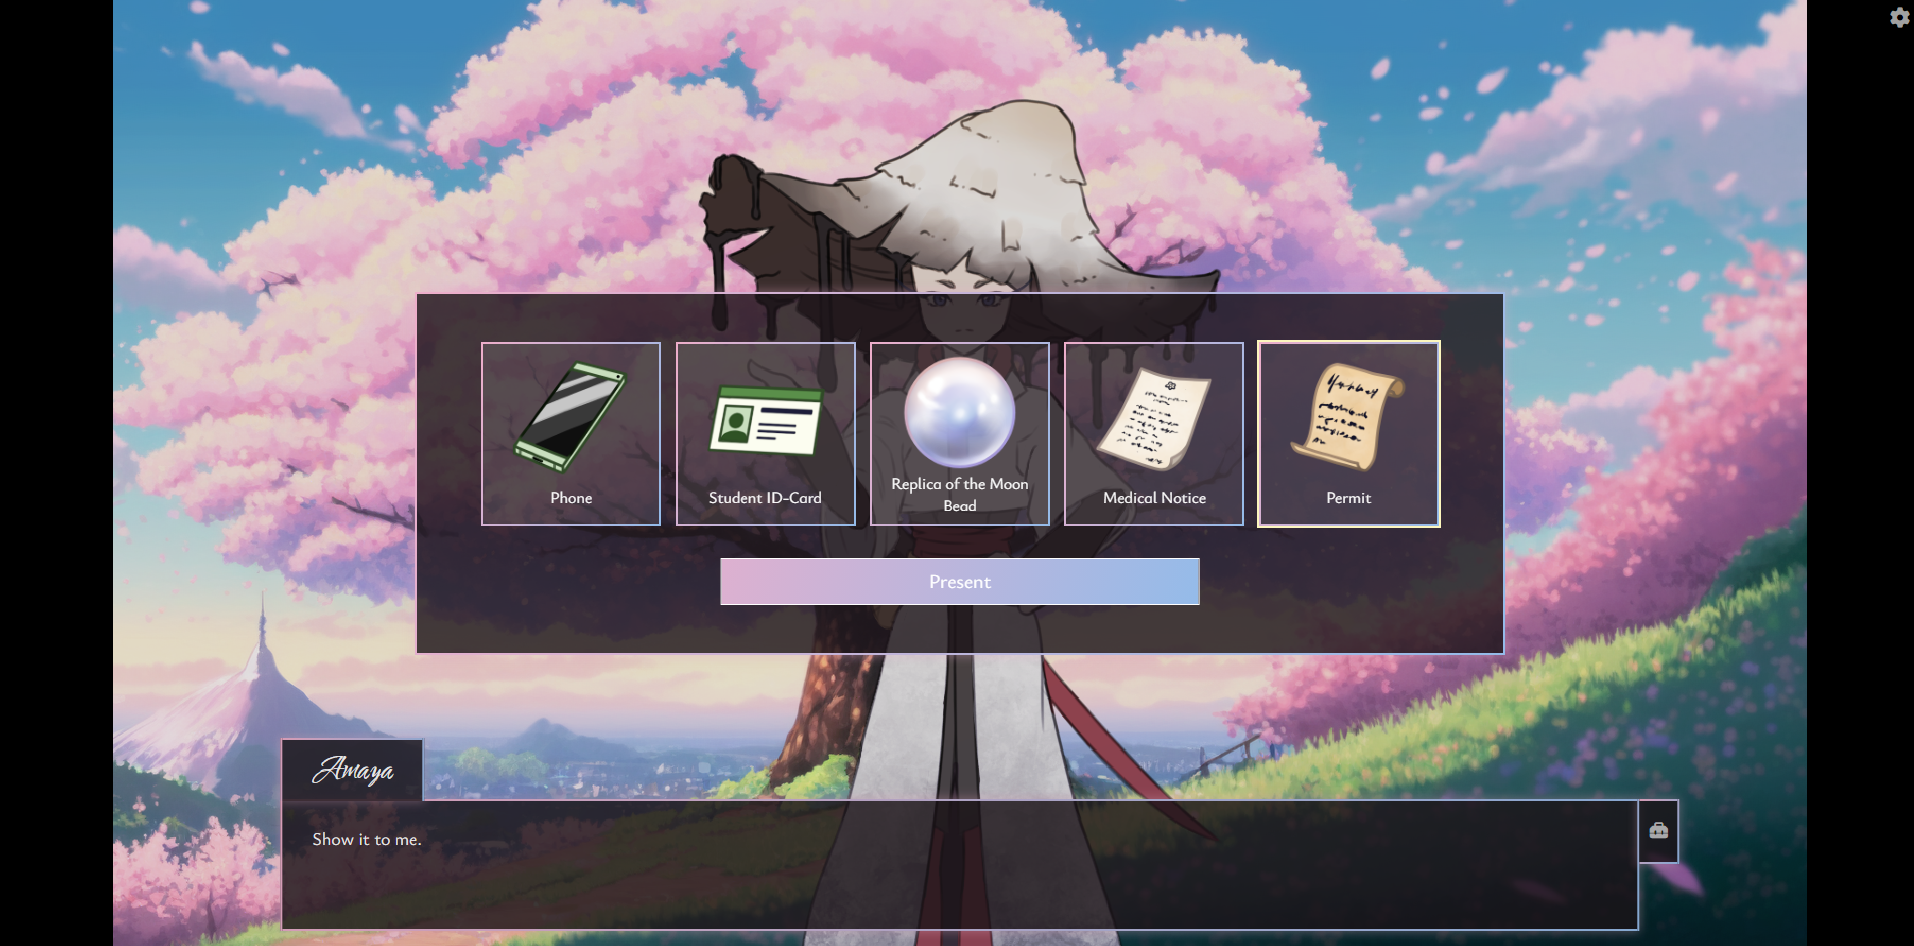 Phone
Student ID-Card
Replica of the Moon
Bead
Medical Notice
Permit
Present
Amaya
Show it to me.